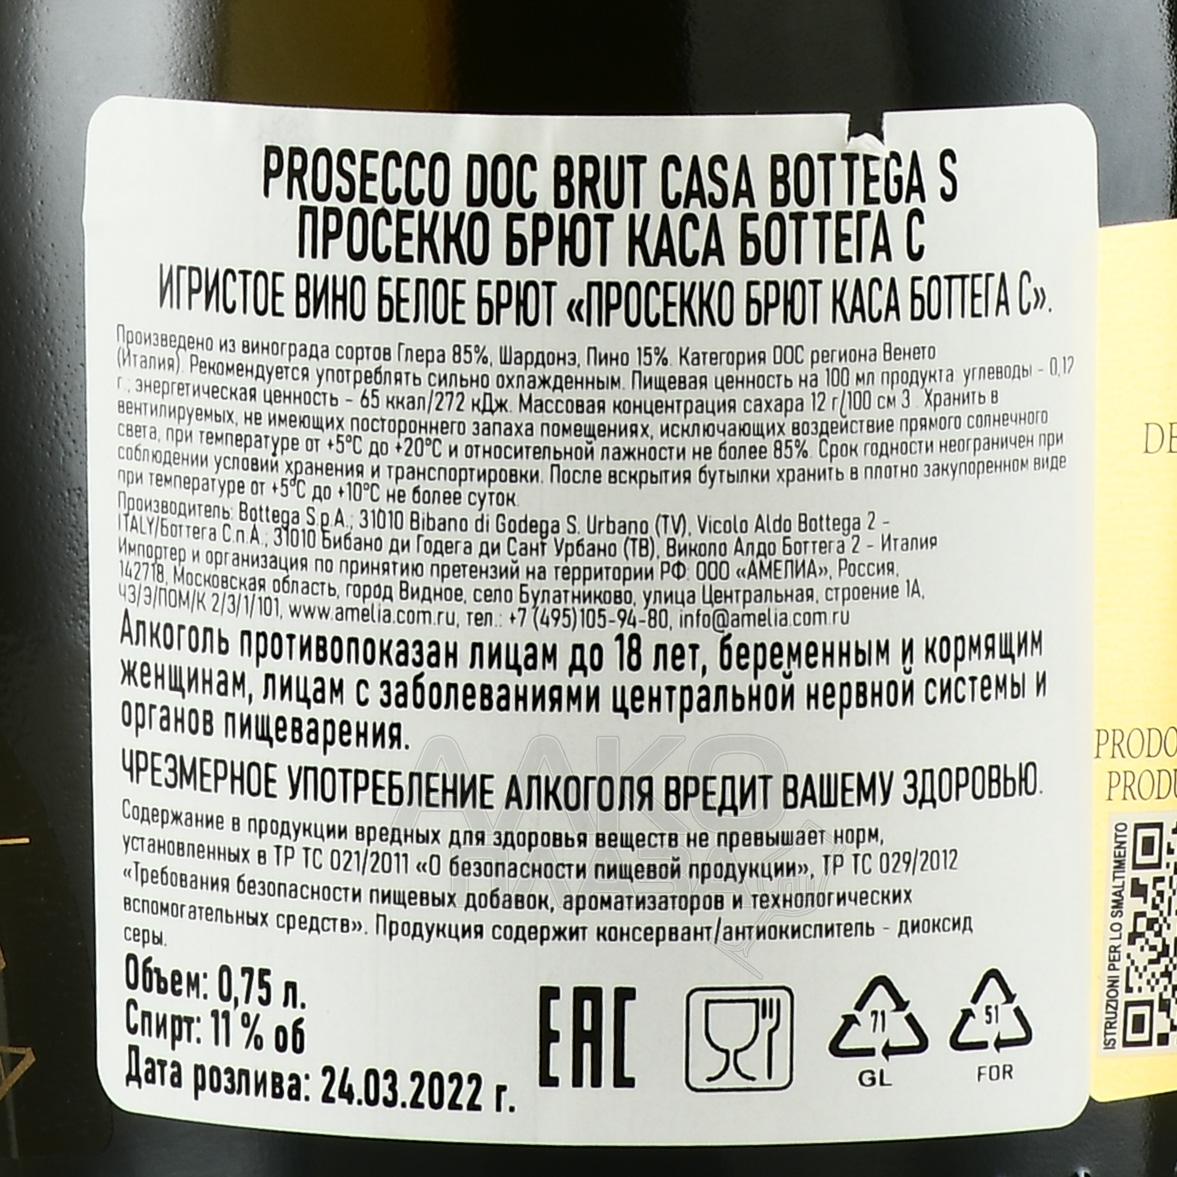 PROSECCO DOC BRUT CASA BOTTEGA S
ПРОСЕККО БРЮТ КАСА БОТТЕГА С
ИГРИСТОЕ ВИНО БЕЛОЕ БРЮТ «ПРОСЕККО БРЮТ КАСА БОТТЕГА С».
Произведено из винограда сортов Глера 85%, Шардонэ, Пино 15%. Категория DOC региона Венето
(Италия). Рекомендуется употреблять сильно охлажденным. Пищевая ценность на 100 мл продукта углеводы - 0,12
г.; энергетическая ценность - 65 ккал/272 кДж. Массовая концентрация сахара 12 г/100 см 3 . Хранить в
вентилируемых, не имеющих постороннего запаха помещениях, исключающих воздействие прямого солнечного
света, при температуре от +5°С до +20°С и относительной лажности не более 85%. Срок годности неограничен при
соблюдении условий хранения и транспортировки. После вскрытия бутылки хранить в плотно закупоренном виде
при температуре от +5°С до +10°С не более суток.
Производитель: Bottega S.p.A., 31010 Bibano di Godega S. Urbano (TV), Vicolo Aldo Bottega 2 -
ITALY/Боттега С.п.А., 31010 Бибано ди Годега ди Сант Урбано (ТВ), Виколо Алдо Боттега 2 - Италия
Импортер и организация по принятию претензий на территории РФ: ООО «АМЕЛИА», Россия,
142718, Московская область, город Видное, село Булатниково, улица Центральная, строение 1А,
ЧЗ/Э/ПОМ/К 2/3/1/101, www.amelia.com.ru, тел.: +7 (495)105-94-80, info@amelia.com.ru
Алкоголь противопоказан лицам до 18 лет, беременным и кормящим
женщинам, лицам с заболеваниями центральной нервной системы и
органов пищеварения.
ЧРЕЗМЕРНОЕ УПОТРЕБЛЕНИЕ АЛКОГОЛЯ ВРЕДИТ ВАШЕМУ ЗДОРОВЬЮ.
Содержание в продукции вредных для здоровья веществ не превышает норм,
установленных в ТР ТС 021/2011 «О безопасности пищевой продукции», ТР ТС 029/2012
«Требования безопасности пищевых добавок, ароматизаторов и технологических
вспомогательных средств». Продукция содержит консервант/антиокислитель - диоксид
серы.
Объем: 0,75 л.
Спирт: 11 % об
Дата розлива: 24.03.2022 г.
EAC
71
GL
51
FOR
DE
PRODO
PRODU
ISTRUZIONI PER LO SMALTIMENTO
АЛКО
ПЛАЗА